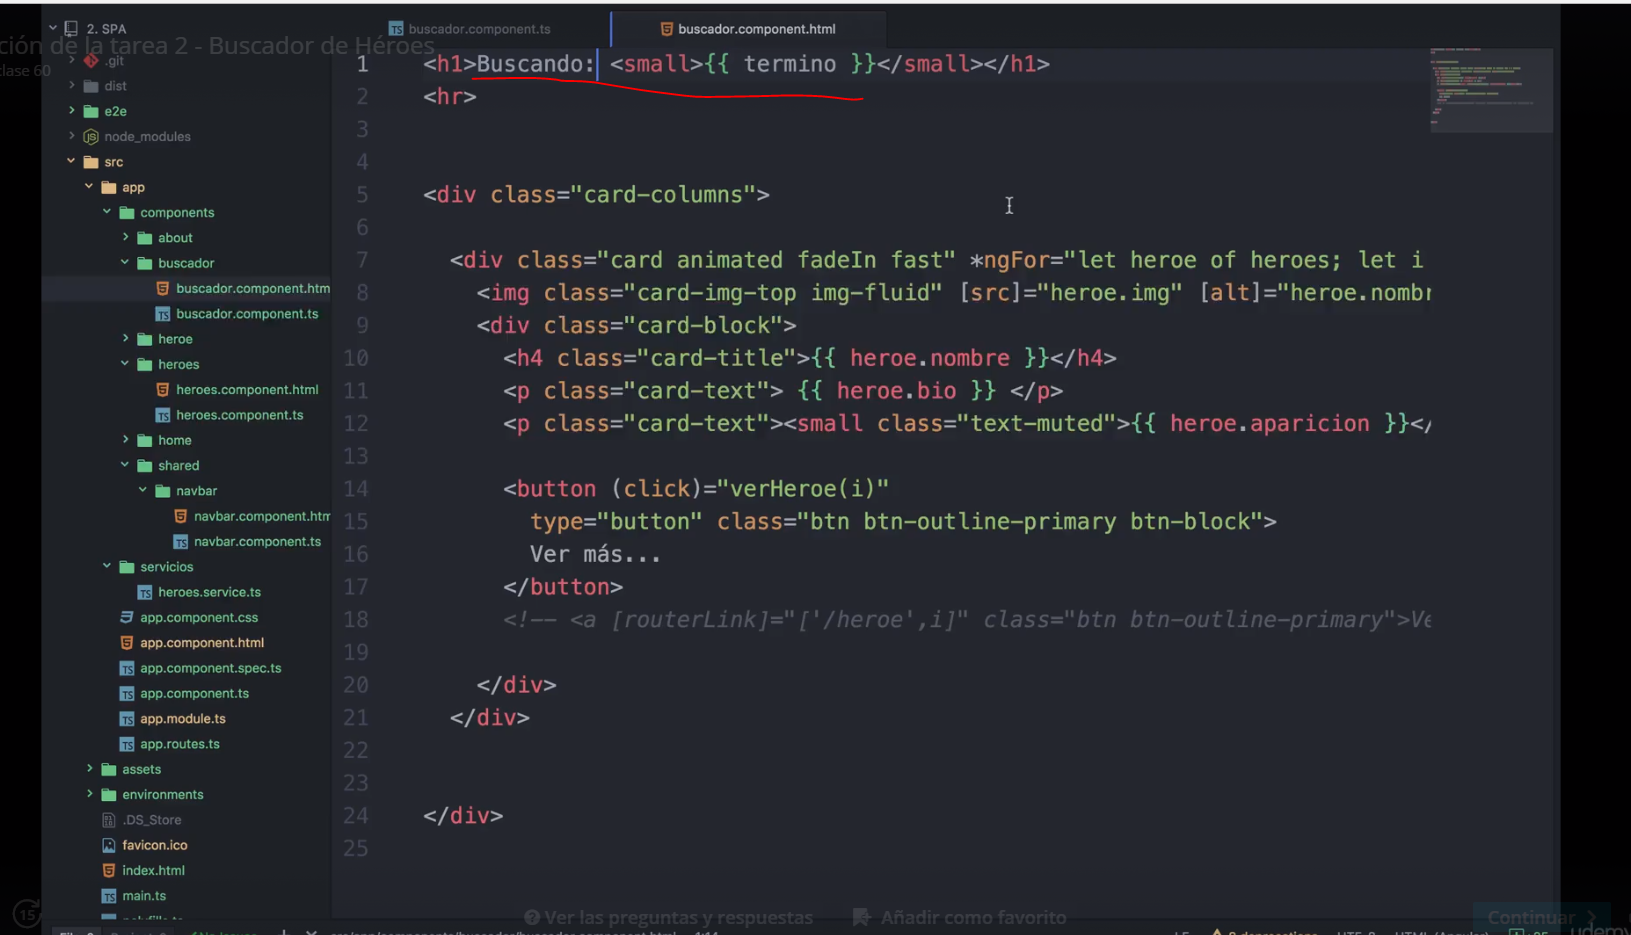 2. SPA
buscador.component.ts
buscador.component.html
ción de la tarea 2 - Buscador de Héroes
clase 60
.git
dist
e2e
node_modules
src
app
components
about
buscador
buscador.component.htm
buscador.component.ts
heroe
heroes
heroes.component.html
heroes.component.ts
home
shared
navbar
navbar.component.htm
navbar.component.ts
servicios
heroes.service.ts
app.component.css
app.component.html
app.component.spec.ts
app.component.ts
app.module.ts
app.routes.ts
assets
environments
.DS_Store
favicon.ico
index.html
main.ts
1 <h1>Buscando: <small>{{ termino }}</small></h1>
2 <hr>
3
4
5 <div class="card-columns">
6
7 <div class="card animated fadeIn fast" *ngFor="let heroe of heroes; let i
8 <img class="card-img-top img-fluid" [src]="heroe.img" [alt]="heroe.nombr
9 <div class="card-block">
10 <h4 class="card-title">{{ heroe.nombre }}</h4>
11 <p class="card-text"> {{ heroe.bio }} </p>
12 <p class="card-text"><small class="text-muted">{{ heroe.aparicion }}</
13
14 <button (click)="verHeroe(i)"
15 type="button" class="btn btn-outline-primary btn-block">
16 Ver más...
17 </button>
18 <!-- <a [routerLink]="['/heroe',i]" class="btn btn-outline-primary">Ve
19
20 </div>
21 </div>
22
23
24 </div>
25
15
Ver las preguntas y respuestas
Añadir como favorito
Continuar
udemy